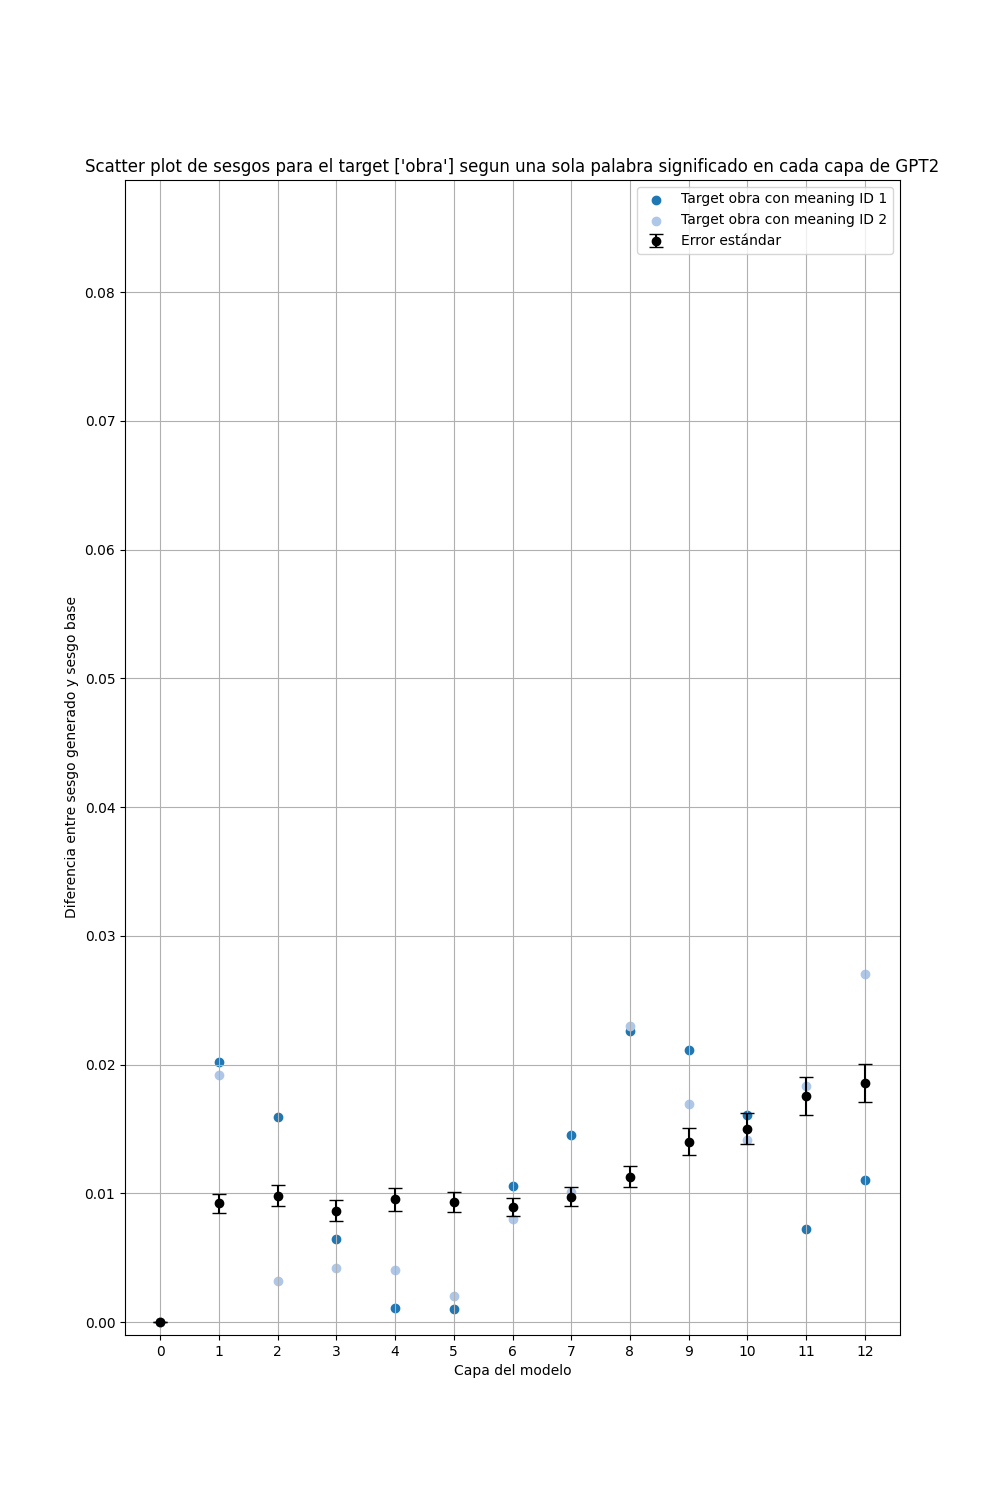 Scatter plot de sesgos para el target ['obra'] segun una sola palabra significado en cada capa de GPT2
Target obra con meaning ID 1
Target obra con meaning ID 2
Error estándar
0.08
0.07
0.06
0.05
0.04
0.03
0.02
0.01
0.00
Diferencia entre sesgo generado y sesgo base
0 1 2 3 4 5 6 7 8 9 10 11 12
Capa del modelo